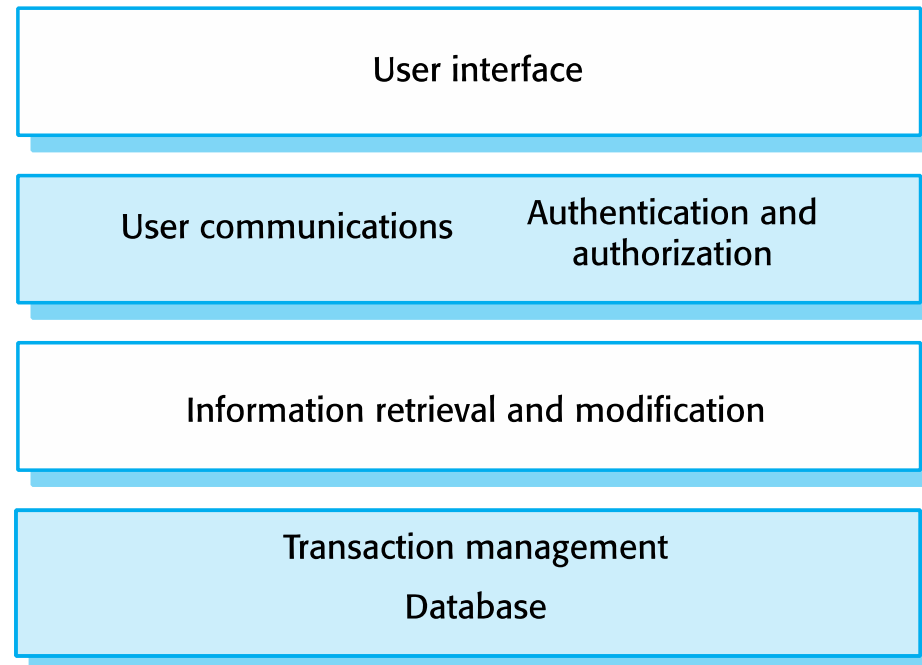 User interface
User communications
Authentication and
authorization
Information retrieval and modification
Transaction management
Database